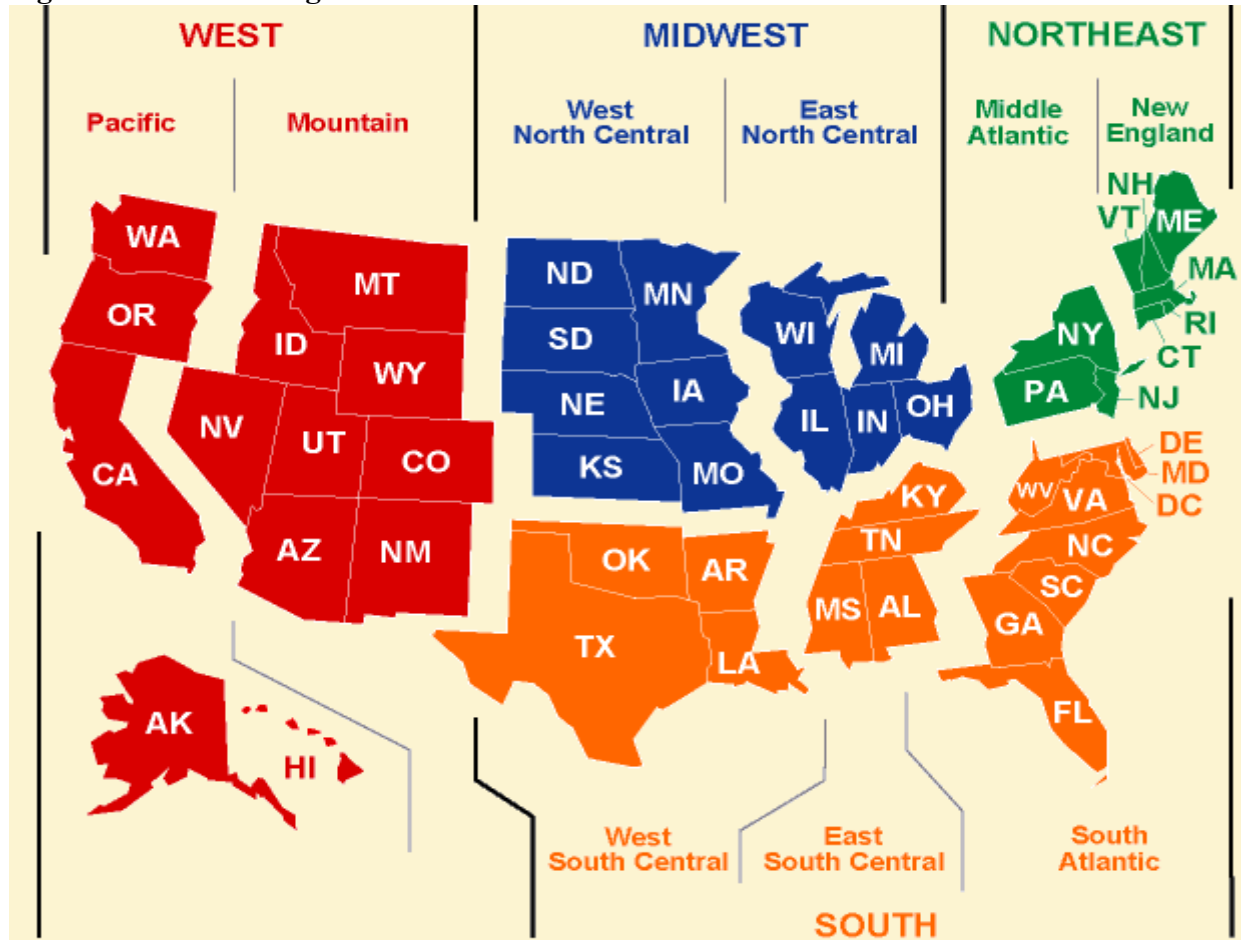 WEST
MIDWEST
NORTHEAST
Pacific
Mountain
West
North Central
East
North Central
Middle
Atlantic
New
England
WA
OR
CA
NV
ID
MT
WY
UT
CO
AZ
NM
AK
HI
ND
SD
NE
KS
MN
IA
MO
WI
MI
IL
IN
OH
NH
VT
ME
MA
RI
CT
NY
PA
NJ
DE
MD
DC
WV
VA
NC
SC
GA
FL
KY
TN
MS
AL
OK
AR
TX
LA
West
South Central
East
South Central
South
Atlantic
SOUTH